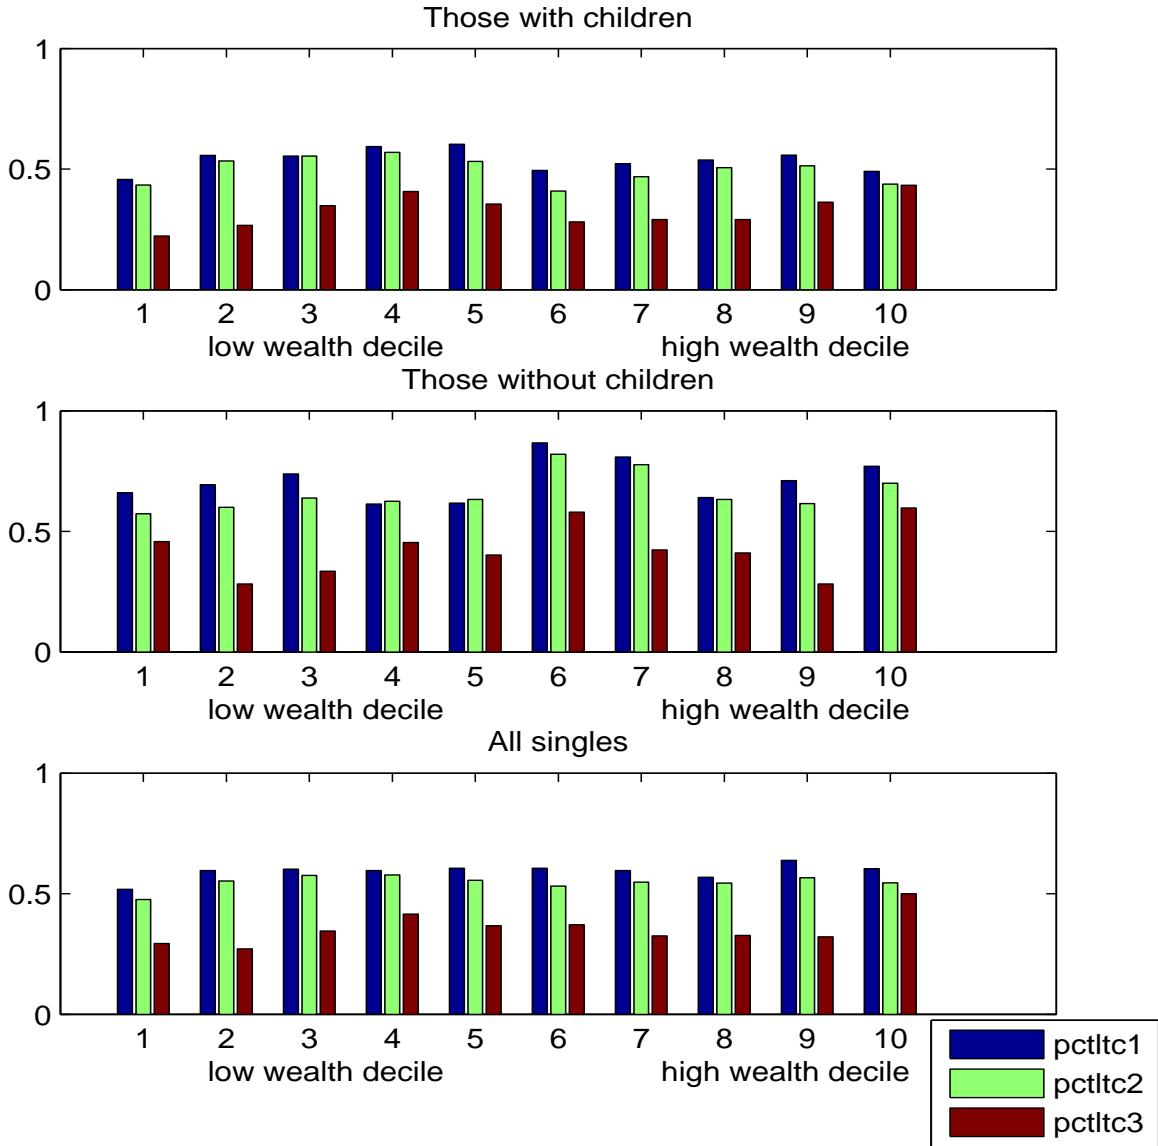 Those with children
1
0.5
0
1 2 3 4 5 6 7 8 9 10
low wealth decile high wealth decile
Those without children
1
0.5
0
1 2 3 4 5 6 7 8 9 10
low wealth decile high wealth decile
All singles
1
0.5
0
1 2 3 4 5 6 7 8 9 10
low wealth decile high wealth decile
pctltc1
pctltc2
pctltc3